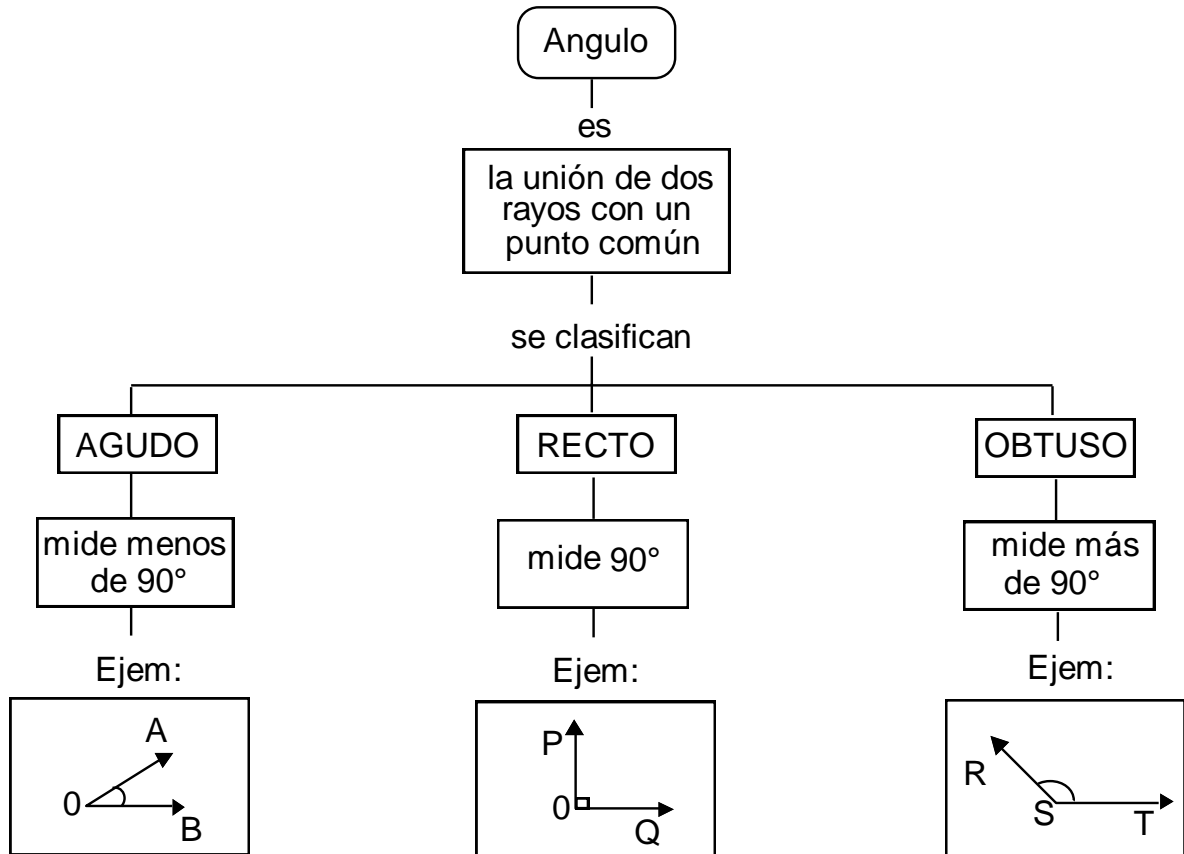 Angulo
es
la unión de dos
rayos con un
punto común
se clasifican
AGUDO
mide menos
de 90°
Ejem:
A
0
B
RECTO
mide 90°
Ejem:
P
0
Q
OBTUSO
mide más
de 90°
Ejem:
R
S
T